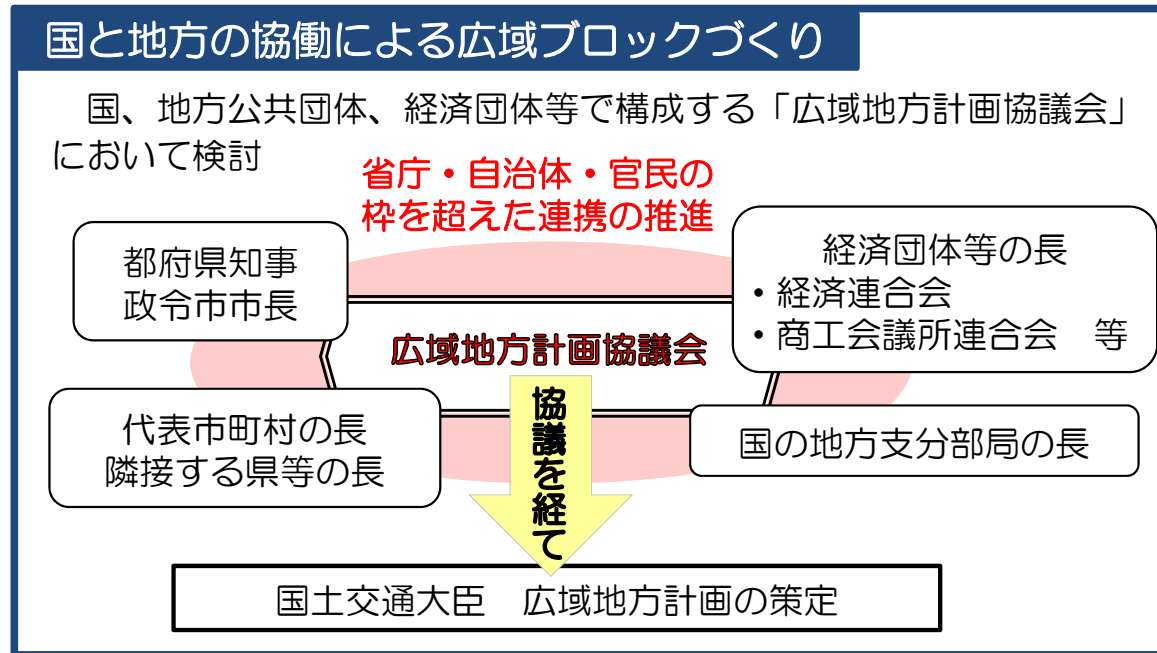 国と地方の協働による広域ブロックづくり
国、地方公共団体、経済団体等で構成する「広域地方計画協議会」
において検討
省庁・自治体・官民の
枠を超えた連携の推進
都府県知事
政令市市長
経済団体等の長
・経済連合会
・商工会議所連合会　等
広域地方計画協議会
代表市町村の長
隣接する県等の長
国の地方支分部局の長
協議を経て
国土交通大臣　広域地方計画の策定